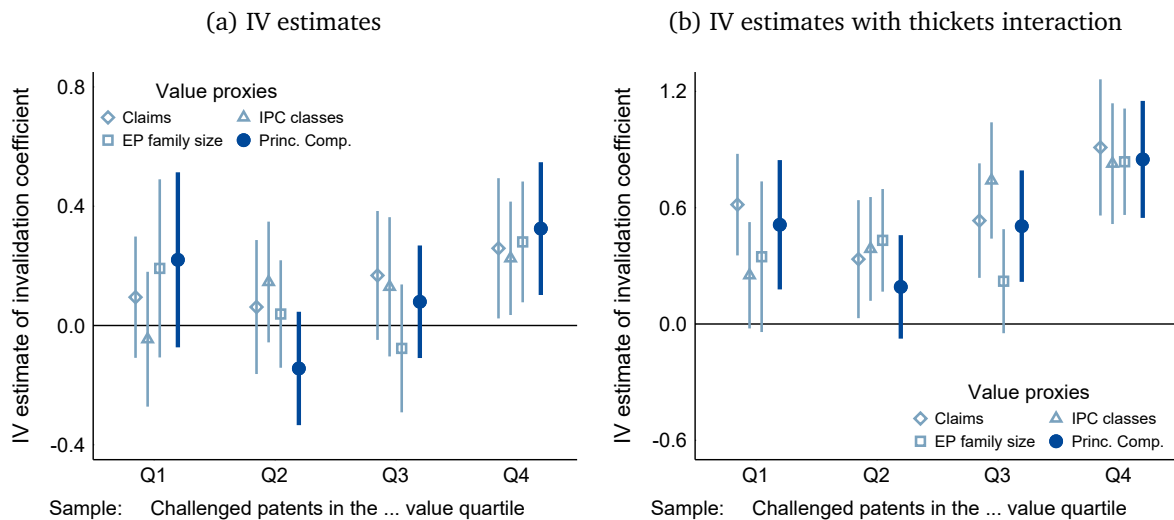 (a) IV estimates
IV estimate of invalidation coefficient
0.8
0.4
0.0
-0.4
Value proxies
Claims
IPC classes
EP family size
Princ. Comp.
Q1 Q2 Q3 Q4
Sample: Challenged patents in the ... value quartile
(b) IV estimates with thickets interaction
IV estimate of invalidation coefficient
1.2
0.6
0.0
-0.6
Value proxies
Claims
IPC classes
EP family size
Princ. Comp.
Q1 Q2 Q3 Q4
Sample: Challenged patents in the ... value quartile